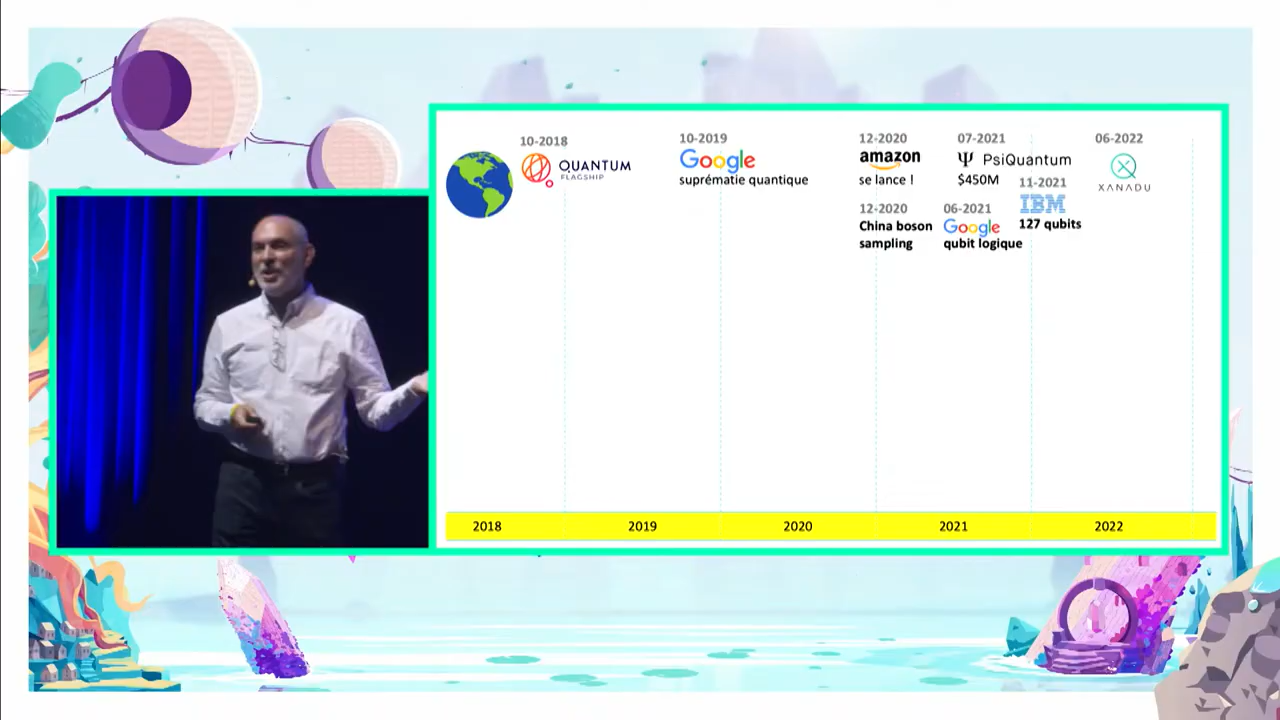 10-2018
QUANTUM
FLAGSHIP
10-2019
Google
suprématie quantique
12-2020
amazon
se lance !
12-2020
China boson
sampling
07-2021
PsiQuantum
$450M
06-2021
Google
qubit logique
11-2021
IBM
127 qubits
06-2022
XANADU
2018 2019 2020 2021 2022